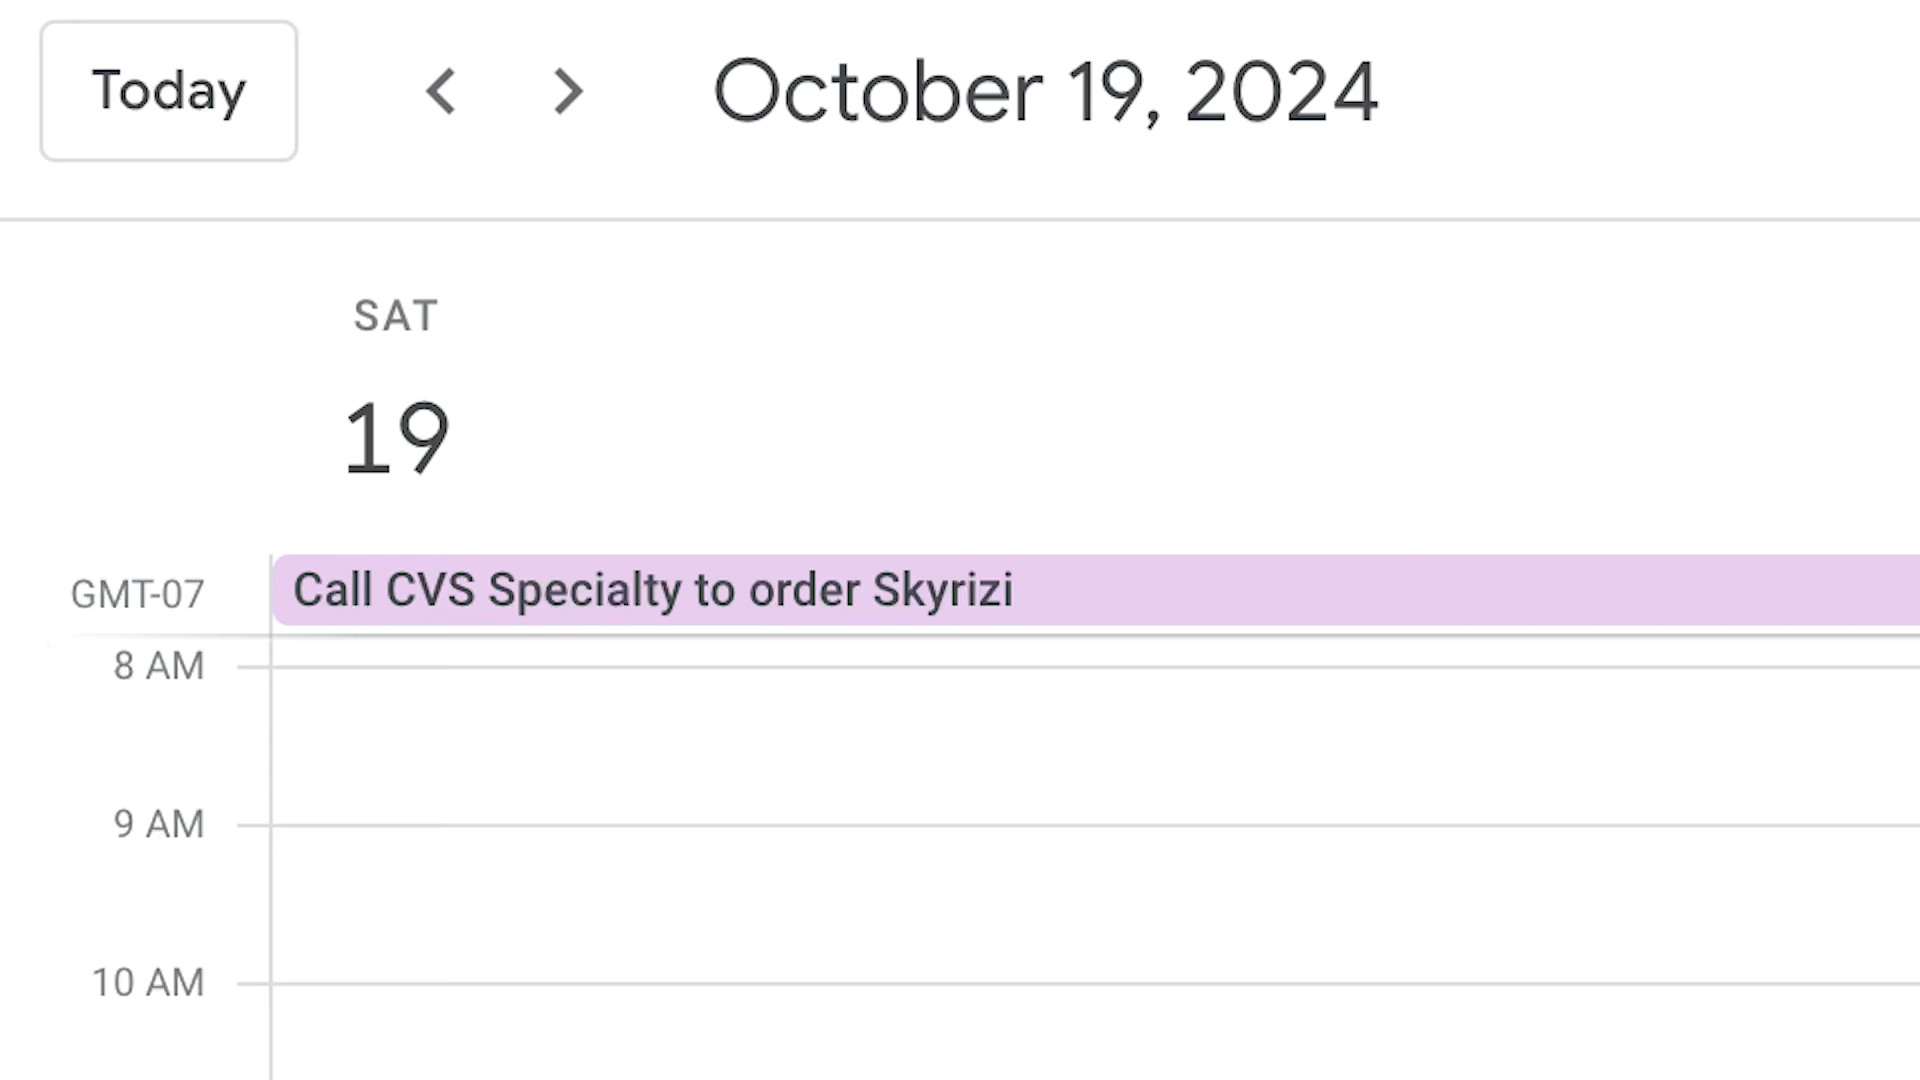 Today
October 19, 2024
SAT
19
GMT-07
Call CVS Specialty to order Skyrizi
8 AM
9 AM
10 AM